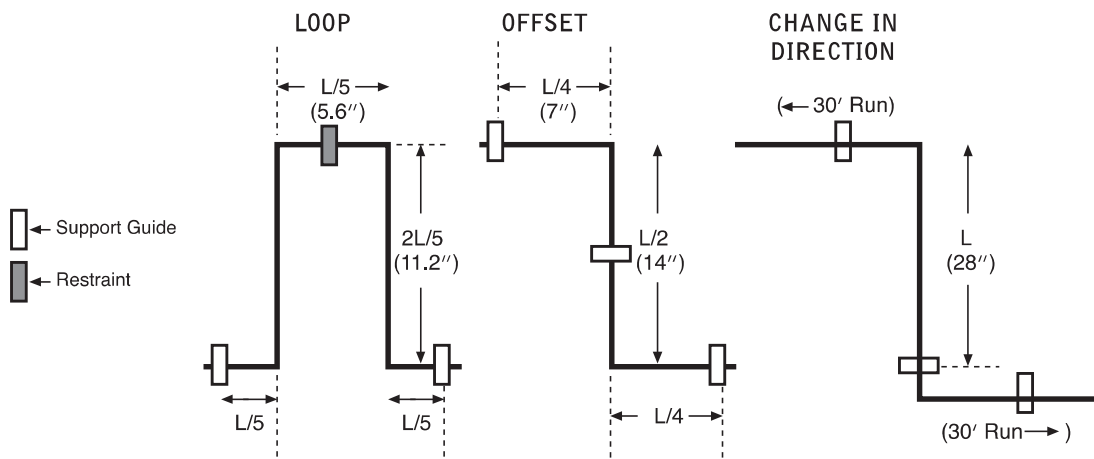 LOOP
L/5
(5.6″)
2L/5
(11.2″)
L/5
L/5
OFFSET
L/4
(7″)
L/2
(14″)
L/4
CHANGE IN
DIRECTION
(← 30′ Run)
L
(28″)
(30′ Run→ )
← Support Guide
← Restraint